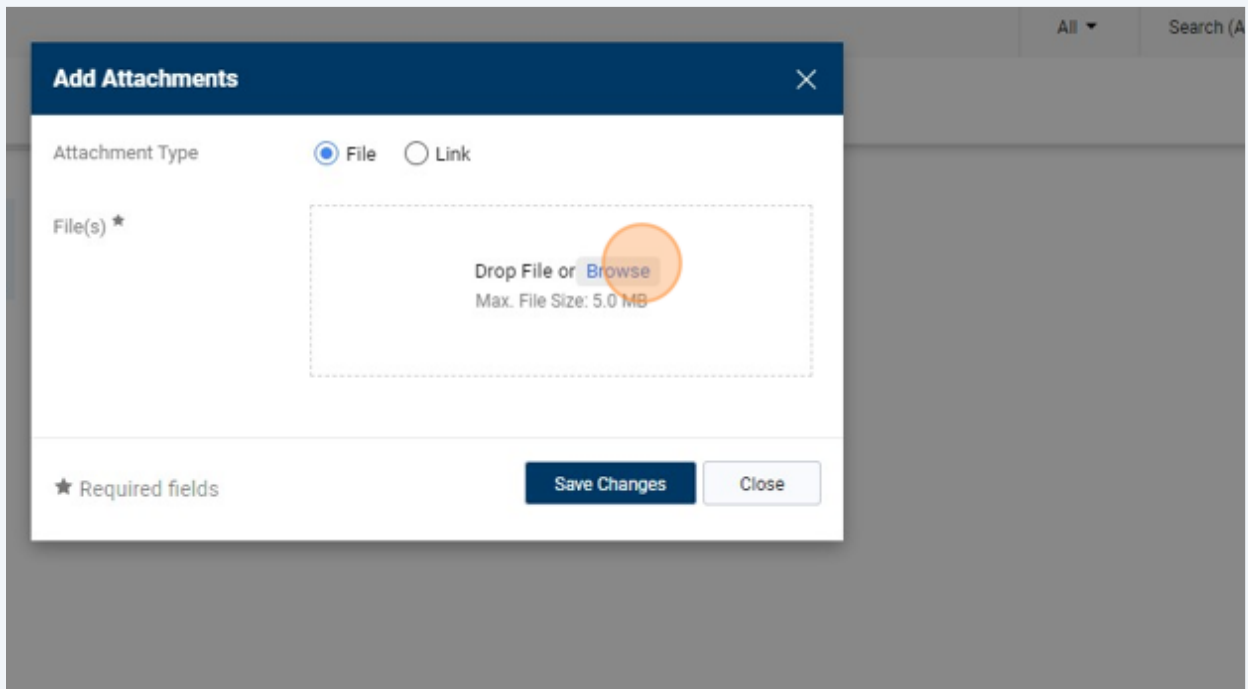 All
Search (A
Add Attachments
Attachment Type
File
Link
File(s) ★
Drop File or Browse
Max. File Size: 5.0 MB
★ Required fields
Save Changes
Close